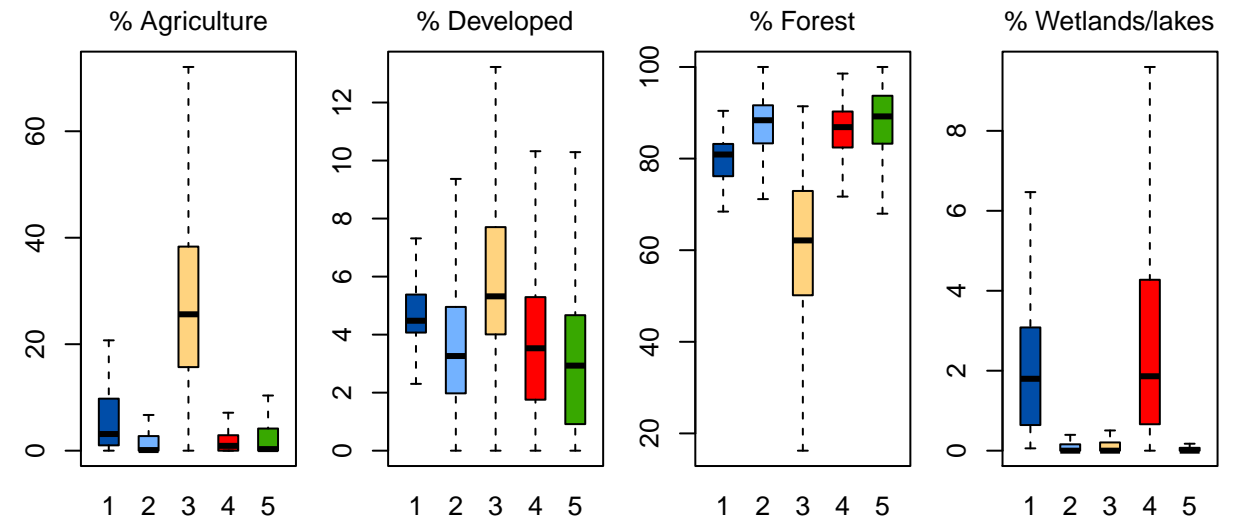 % Agriculture
0 20 40 60
1 2 3 4 5
% Developed
0 2 4 6 8 10 12
1 2 3 4 5
% Forest
20 40 60 80 100
1 2 3 4 5
% Wetlands/lakes
0 2 4 6 8
1 2 3 4 5